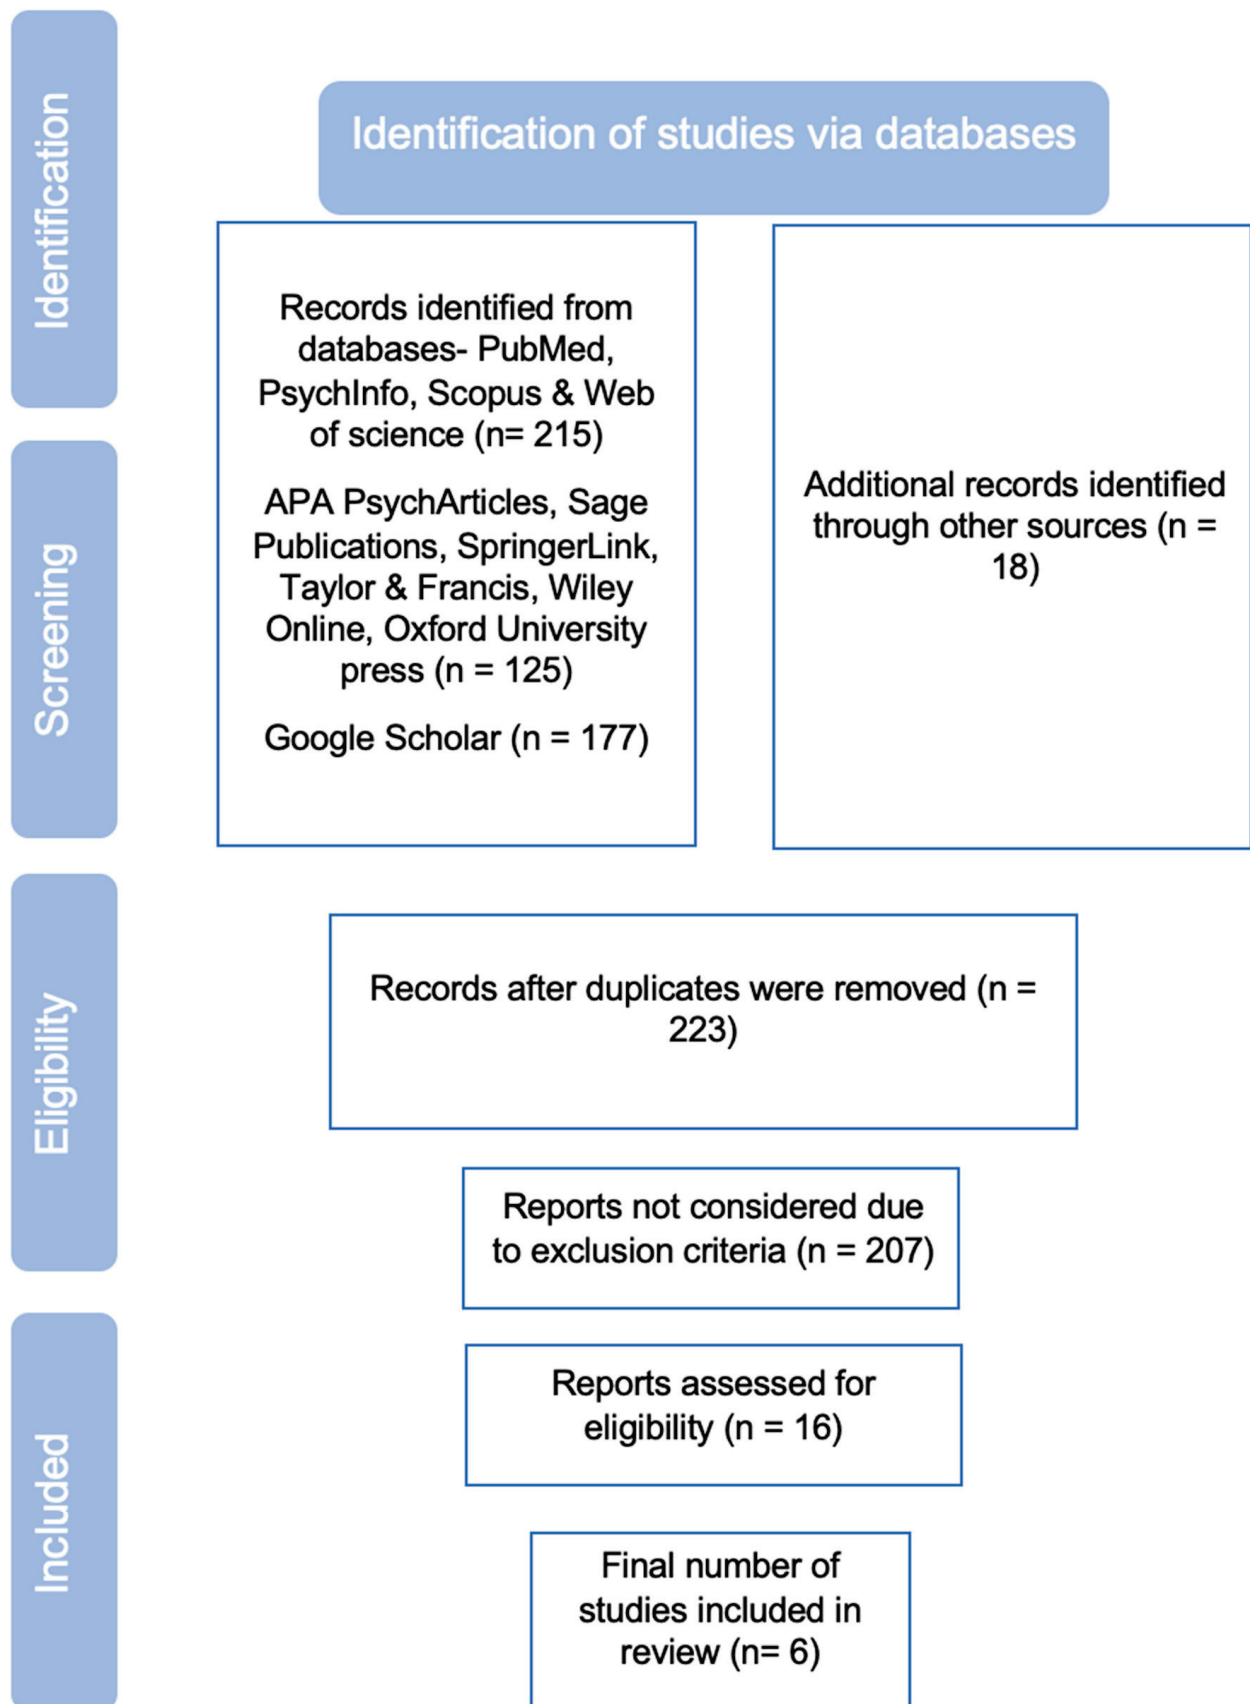 Identification
Identification of studies via databases
Records identified from
databases- PubMed,
PsychInfo, Scopus & Web
of science (n= 215)
APA PsychArticles, Sage
Publications, SpringerLink,
Taylor & Francis, Wiley
Online, Oxford University
press (n = 125)
Google Scholar (n = 177)
Additional records identified
through other sources (n =
18)
Screening
Eligibility
Records after duplicates were removed (n =
223)
Reports not considered due
to exclusion criteria (n = 207)
Included
Reports assessed for
eligibility (n = 16)
Final number of
studies included in
review (n= 6)